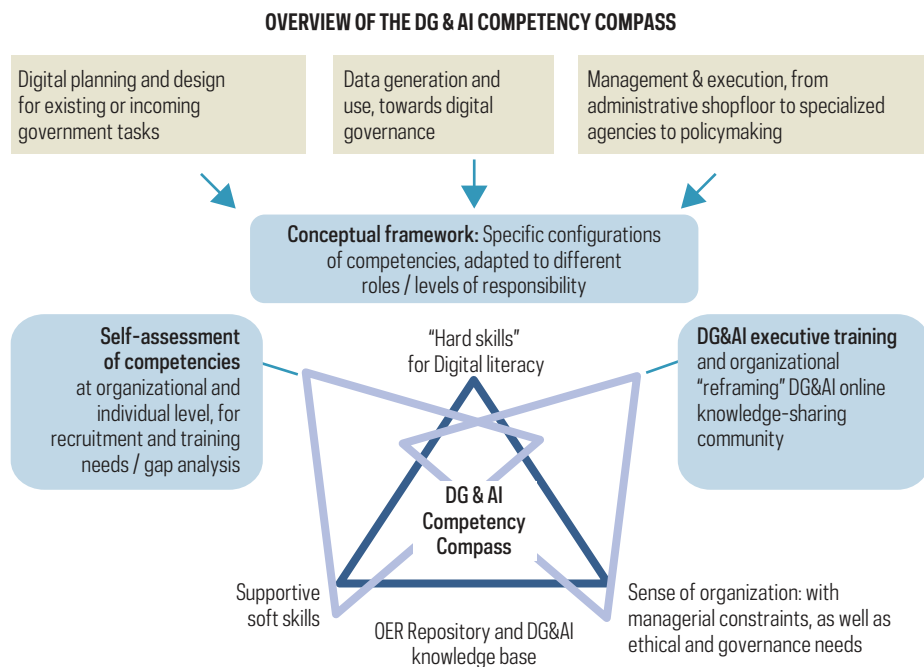 OVERVIEW OF THE DG & AI COMPETENCY COMPASS
Digital planning and design
for existing or incoming
government tasks
Data generation and
use, towards digital
governance
Management & execution, from
administrative shopfloor to specialized
agencies to policymaking
Conceptual framework: Specific configurations
of competencies, adapted to different
roles / levels of responsibility
Self-assessment
of competencies
at organizational and
individual level, for
recruitment and training
needs / gap analysis
“Hard skills”
for Digital literacy
DG&AI executive training
and organizational
“reframing” DG&AI online
knowledge-sharing
community
DG & AI
Competency
Compass
Supportive
soft skills
OER Repository and DG&AI
knowledge base
Sense of organization: with
managerial constraints, as well as
ethical and governance needs